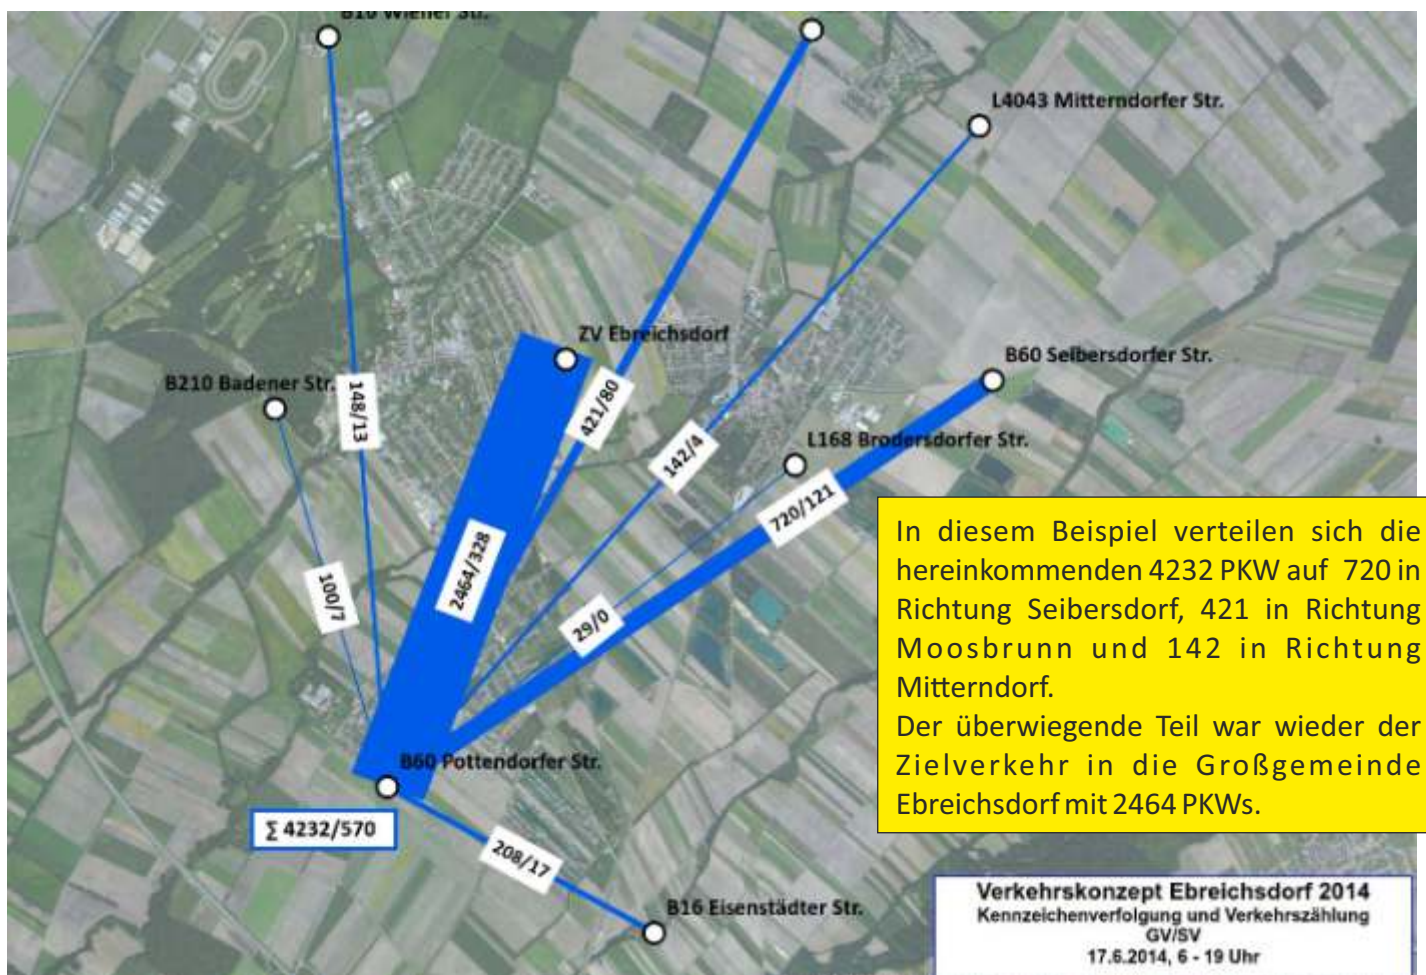 B16 Wiener Str.
L4043 Mitterndorfer Str.
ZV Ebreichsdorf
B60 Seibersdorfer Str.
B210 Badener Str.
148/13
421/80
142/4
L168 Brodersdorfer Str.
720/121
2464/328
100/7
29/0
In diesem Beispiel verteilen sich die
hereinkommenden 4232 PKW auf 720 in
Richtung Seibersdorf, 421 in Richtung
Moosbrunn und 142 in Richtung
Mitterndorf.
Der überwiegende Teil war wieder der
Zielverkehr in die Großgemeinde
Ebreichsdorf mit 2464 PKWs.
B60 Pottendorfer Str.
∑ 4232/570
208/17
B16 Eisenstädter Str.
Verkehrskonzept Ebreichsdorf 2014
Kennzeichenverfolgung und Verkehrszählung
GV/SV
17.6.2014, 6 - 19 Uhr